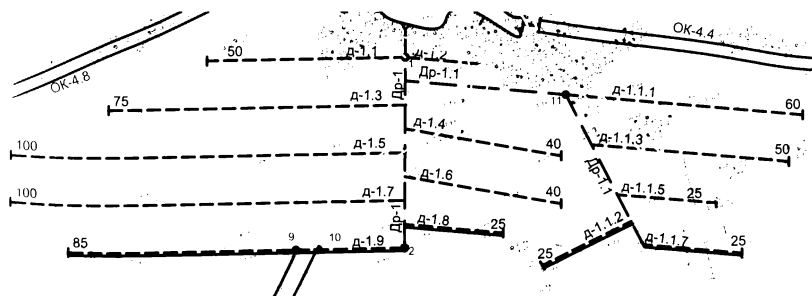 ОК-4.4
ОК-4.8
50 д-1.1 д-1.2
1
Др-1 Др-1.1
75 д-1.3
11 д-1.1.1 60
д-1.4 40
100 д-1.5
д-1.1.3 50
д-1.6 40
Др-1.1
100 д-1.7
д-1.1.5 25
Др-1 д-1.8 25
д-1.1.2 25
85 9 10 д-1.9 2
д-1.1.7 25